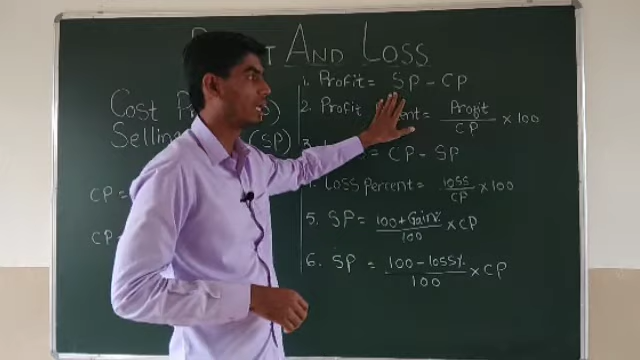 And Loss
Cost
Selling (SP)
CP =
CP
1. Profit = SP - CP
2. Profit = Profit/CP × 100
= CP - SP
4. Loss Percent = loss/CP × 100
5. SP = 100 + Gain%/100 × CP
6. SP = 100 - loss%/100 × CP